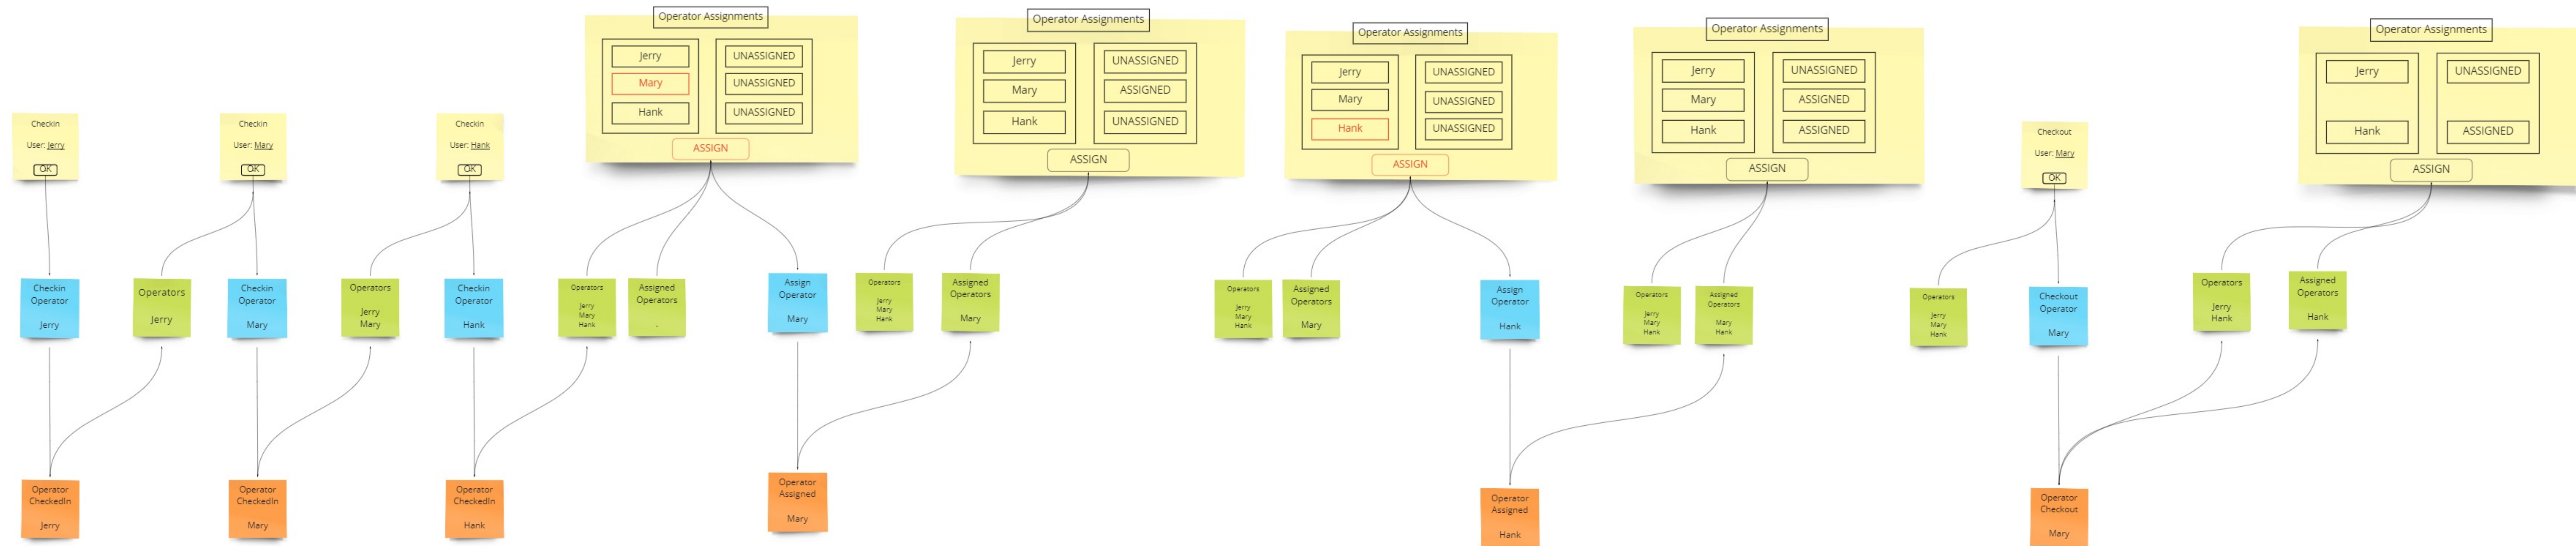 Checkin
User: Jerry
OK
Checkin
User: Mary
OK
Checkin
User: Hank
OK
Operator Assignments
Jerry
UNASSIGNED
Mary
UNASSIGNED
Hank
UNASSIGNED
ASSIGN
Operator Assignments
Jerry
UNASSIGNED
Mary
ASSIGNED
Hank
UNASSIGNED
ASSIGN
Operator Assignments
Jerry
UNASSIGNED
Mary
UNASSIGNED
Hank
UNASSIGNED
ASSIGN
Operator Assignments
Jerry
UNASSIGNED
Mary
ASSIGNED
Hank
ASSIGNED
ASSIGN
Checkout
User: Mary
OK
Operator Assignments
Jerry
UNASSIGNED
Hank
ASSIGNED
ASSIGN
Checkin
Operator
Jerry
Operators
Jerry
Checkin
Operator
Mary
Operators
Jerry
Mary
Checkin
Operator
Hank
Operators
Jerry
Mary
Hank
Assigned
Operators
.
Assign
Operator
Mary
Operators
Jerry
Mary
Hank
Assigned
Operators
Mary
Operators
Jerry
Mary
Hank
Assigned
Operators
Mary
Assign
Operator
Hank
Operators
Jerry
Mary
Hank
Assigned
Operators
Mary
Hank
Operators
Jerry
Mary
Hank
Checkout
Operator
Mary
Operators
Jerry
Hank
Assigned
Operators
Hank
Operator
CheckedIn
Jerry
Operator
CheckedIn
Mary
Operator
CheckedIn
Hank
Operator
Assigned
Mary
Operator
Assigned
Hank
Operator
Checkout
Mary